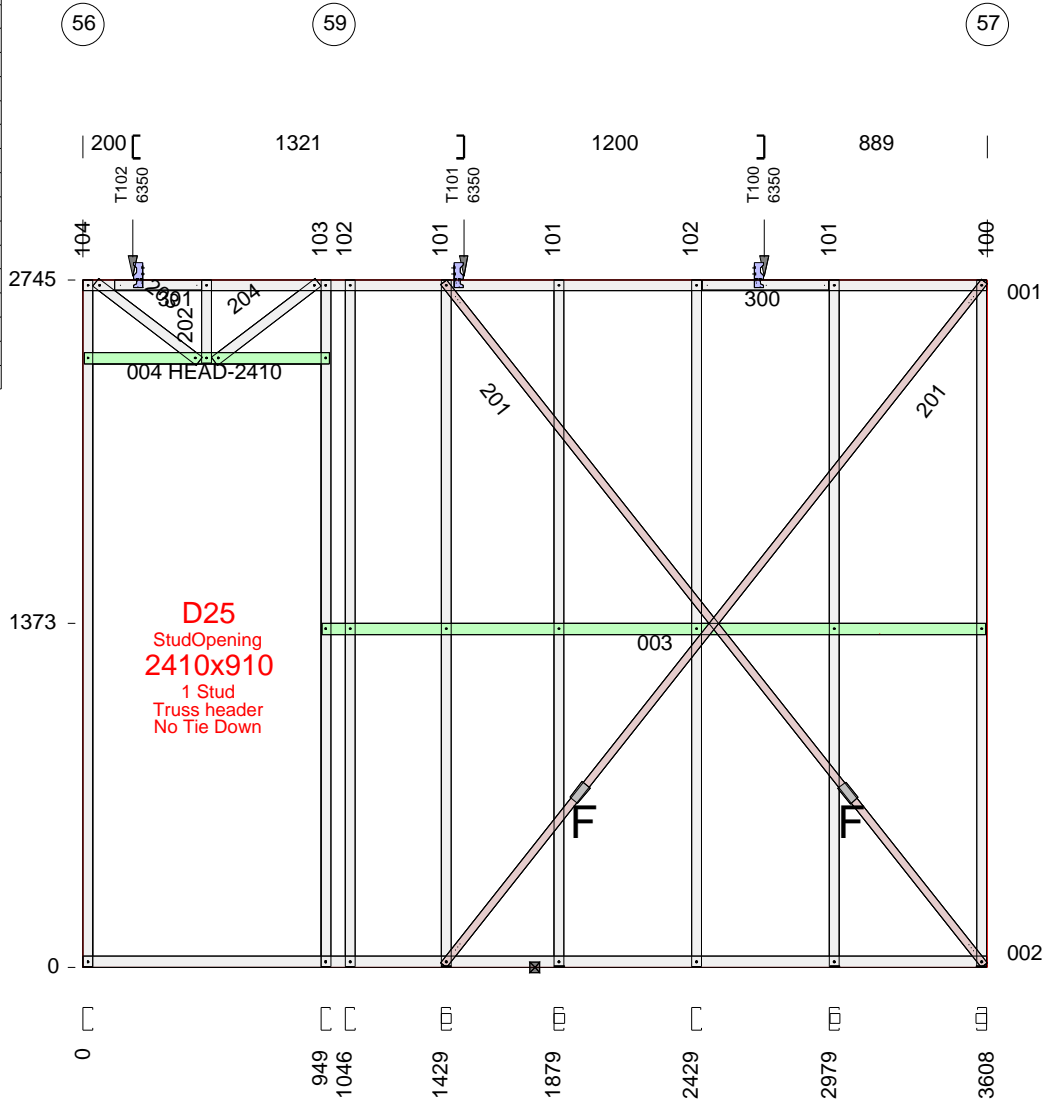 56 59 57
200 1321 1200 889
T102 6350 T101 6350 T100 6350
104 103 102 101 101 102 101 100
2745
001
203 301 202 204 300
004 HEAD-2410
201 201
D25
StudOpening
2410x910
1 Stud
Truss header
No Tie Down
1373
003
F F
0
002
0 949 1046 1429 1879 2429 2979 3608